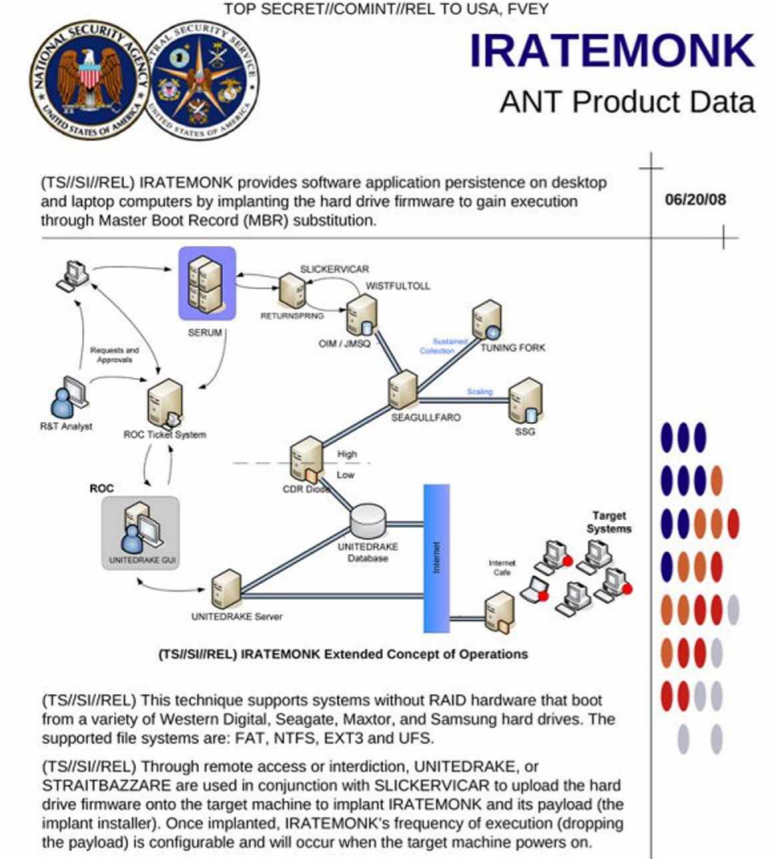 TOP SECRET//COMINT//REL TO USA, FVEY
NATIONAL SECURITY AGENCY
UNITED STATES OF AMERICA
CENTRAL SECURITY SERVICE
UNITED STATES OF AMERICA
IRATEMONK
ANT Product Data
(TS//SI//REL) IRATEMONK provides software application persistence on desktop
and laptop computers by implanting the hard drive firmware to gain execution
through Master Boot Record (MBR) substitution.
06/20/08
SLICKERVICAR
WISTFULTOLL
RETURNSPRING
SERUM
OIM / JMSQ
Sustained
Collection
TUNING FORK
Requests and
Approvals
Scaling
SEAGULLFARO
SSG
R&T Analyst
ROC Ticket System
High
Low
CDR Diode
ROC
UNITEDRAKE GUI
UNITEDRAKE
Database
Internet
Target
Systems
Internet
Cafe
UNITEDRAKE Server
(TS//SI//REL) IRATEMONK Extended Concept of Operations
(TS//SI//REL) This technique supports systems without RAID hardware that boot
from a variety of Western Digital, Seagate, Maxtor, and Samsung hard drives. The
supported file systems are: FAT, NTFS, EXT3 and UFS.
(TS//SI//REL) Through remote access or interdiction, UNITEDRAKE, or
STRAITBAZZARE are used in conjunction with SLICKERVICAR to upload the hard
drive firmware onto the target machine to implant IRATEMONK and its payload (the
implant installer). Once implanted, IRATEMONK's frequency of execution (dropping
the payload) is configurable and will occur when the target machine powers on.